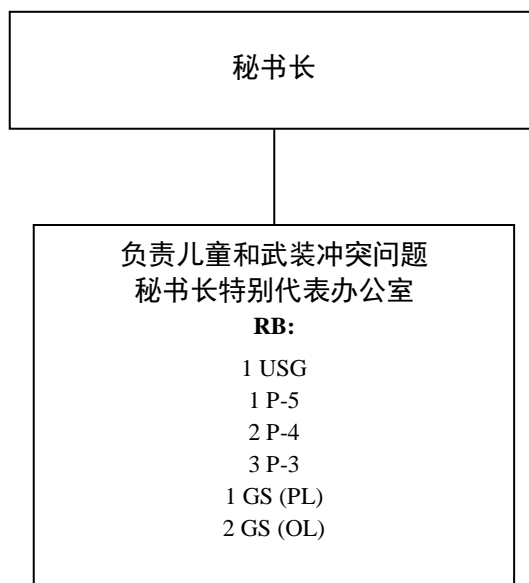 秘书长
负责儿童和武装冲突问题
秘书长特别代表办公室
RB:
1 USG
1 P-5
2 P-4
3 P-3
1 GS (PL)
2 GS (OL)